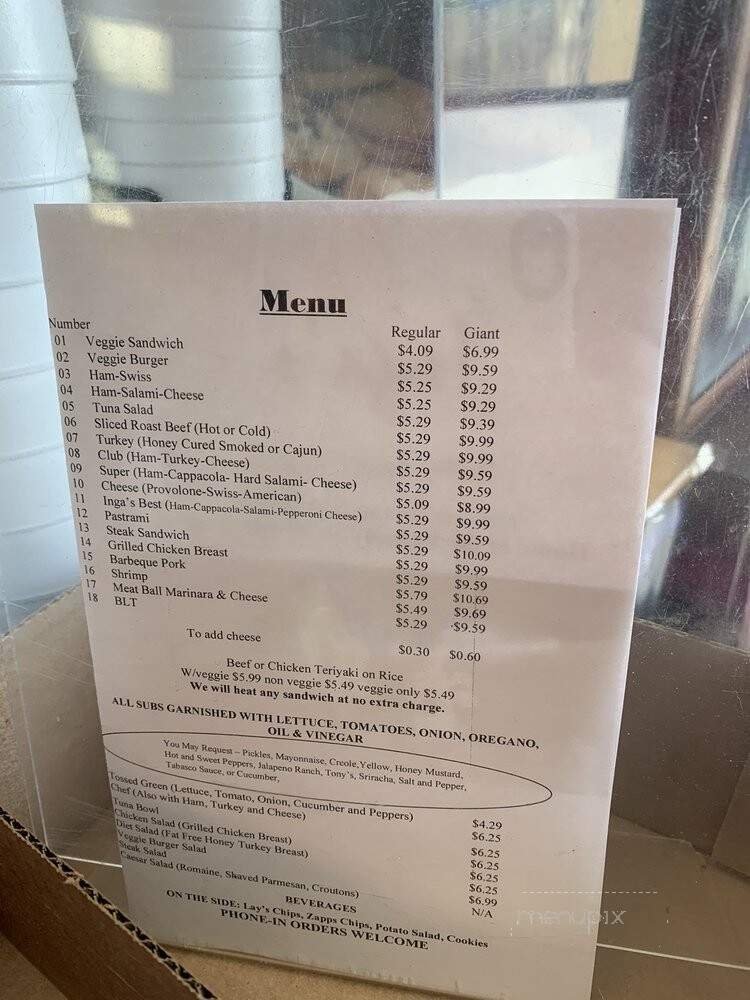 Menu
Number Regular Giant
01 Veggie Sandwich $4.09 $6.99
02 Veggie Burger $5.29 $9.59
03 Ham-Swiss $5.25 $9.29
04 Ham-Salami-Cheese $5.25 $9.29
05 Tuna Salad $5.29 $9.39
06 Sliced Roast Beef (Hot or Cold) $5.29 $9.99
07 Turkey (Honey Cured Smoked or Cajun) $5.29 $9.99
08 Club (Ham-Turkey-Cheese) $5.29 $9.59
09 Super (Ham-Cappacola- Hard Salami- Cheese) $5.29 $9.59
10 Cheese (Provolone-Swiss-American) $5.09 $8.99
11 Inga's Best (Ham-Cappacola-Salami-Pepperoni Cheese) $5.29 $9.99
12 Pastrami $5.29 $9.59
13 Steak Sandwich $5.29 $10.09
14 Grilled Chicken Breast $5.29 $9.99
15 Barbeque Pork $5.29 $9.59
16 Shrimp $5.79 $10.69
17 Meat Ball Marinara & Cheese $5.49 $9.69
18 BLT $5.29 $9.59
To add cheese $0.30 $0.60
Beef or Chicken Teriyaki on Rice
W/veggie $5.99 non veggie $5.49 veggie only $5.49
We will heat any sandwich at no extra charge.
ALL SUBS GARNISHED WITH LETTUCE, TOMATOES, ONION, OREGANO,
OIL & VINEGAR
You May Request – Pickles, Mayonnaise, Creole,Yellow, Honey Mustard,
Hot and Sweet Peppers, Jalapeno Ranch, Tony's, Sriracha, Salt and Pepper,
Tabasco Sauce, or Cucumber,
Tossed Green (Lettuce, Tomato, Onion, Cucumber and Peppers) $4.29
Chef (Also with Ham, Turkey and Cheese) $6.25
Tuna Bowl $6.25
Chicken Salad (Grilled Chicken Breast) $6.25
Diet Salad (Fat Free Honey Turkey Breast) $6.25
Veggie Burger Salad $6.25
Steak Salad $6.99
Caesar Salad (Romaine, Shaved Parmesan, Croutons) N/A
BEVERAGES
ON THE SIDE: Lay's Chips, Zapps Chips, Potato Salad, Cookies
PHONE-IN ORDERS WELCOME
menupix